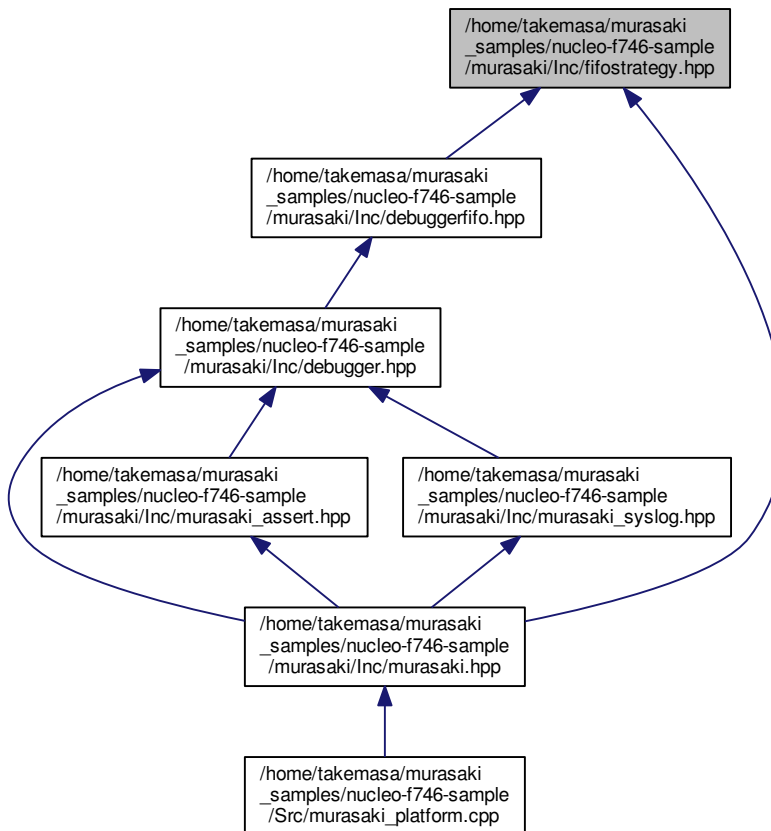 /home/takemasa/murasaki
_samples/nucleo-f746-sample
/murasaki/Inc/fifostrategy.hpp
/home/takemasa/murasaki
_samples/nucleo-f746-sample
/murasaki/Inc/debuggerfifo.hpp
/home/takemasa/murasaki
_samples/nucleo-f746-sample
/murasaki/Inc/debugger.hpp
/home/takemasa/murasaki
_samples/nucleo-f746-sample
/murasaki/Inc/murasaki_assert.hpp
/home/takemasa/murasaki
_samples/nucleo-f746-sample
/murasaki/Inc/murasaki_syslog.hpp
/home/takemasa/murasaki
_samples/nucleo-f746-sample
/murasaki/Inc/murasaki.hpp
/home/takemasa/murasaki
_samples/nucleo-f746-sample
/Src/murasaki_platform.cpp